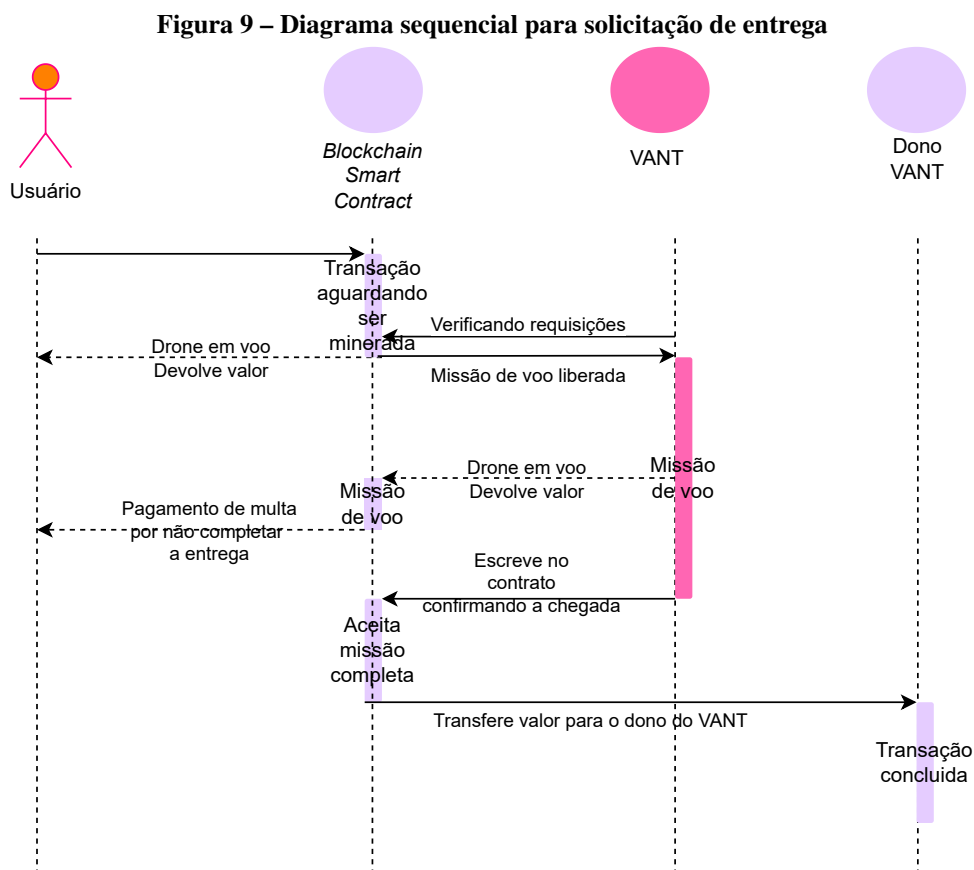 Figura 9 – Diagrama sequencial para solicitação de entrega
Usuário
Blockchain
Smart
Contract
VANT
Dono
VANT
Transação
aguardando
ser
minerada
Verificando requisições
Drone em voo
Devolve valor
Missão de voo liberada
Drone em voo
Devolve valor
Missão
de voo
Missão
de voo
Pagamento de multa
por não completar
a entrega
Escreve no
contrato
confirmando a chegada
Aceita
missão
completa
Transfere valor para o dono do VANT
Transação
concluida